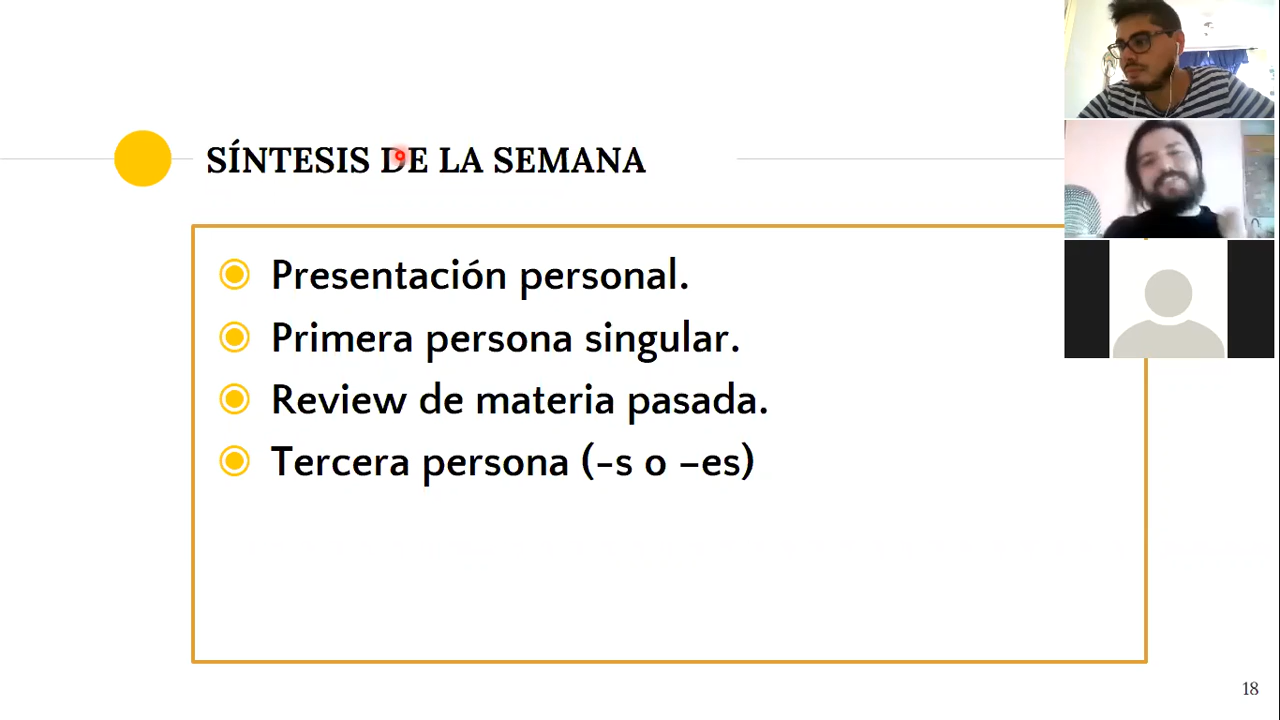 SÍNTESIS DE LA SEMANA
Presentación personal.
Primera persona singular.
Review de materia pasada.
Tercera persona (-s o –es)
18